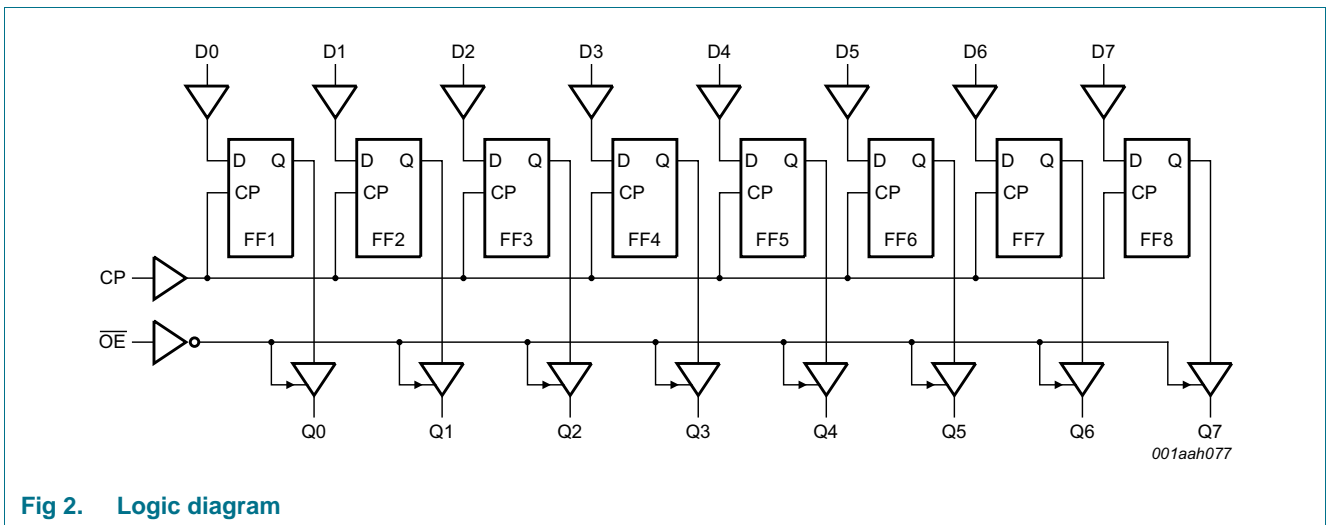 D0 D1 D2 D3 D4 D5 D6 D7
D Q D Q D Q D Q D Q D Q D Q D Q
CP CP CP CP CP CP CP CP
FF1 FF2 FF3 FF4 FF5 FF6 FF7 FF8
CP
O̅E̅
Q0 Q1 Q2 Q3 Q4 Q5 Q6 Q7
001aah077
Fig 2. Logic diagram